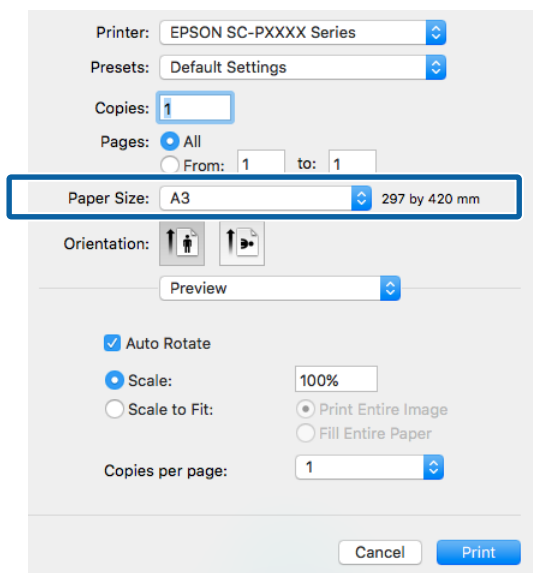 Printer: EPSON SC-PXXXX Series
Presets: Default Settings
Copies: 1
Pages: All
From: 1 to: 1
Paper Size: A3 297 by 420 mm
Orientation:
Preview
Auto Rotate
Scale: 100%
Scale to Fit: Print Entire Image
Fill Entire Paper
Copies per page: 1
Cancel Print